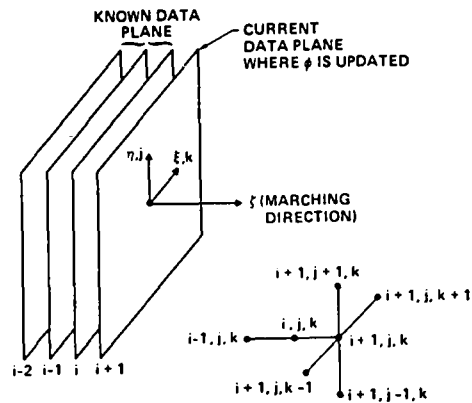 KNOWN DATA
PLANE
CURRENT
DATA PLANE
WHERE ϕ IS UPDATED
η,j
ξ,k
ζ (MARCHING
DIRECTION)
i-2
i-1
i
i+1
i + 1, j + 1, k
i + 1, j, k + 1
i-1, j, k
i, j, k
i + 1, j, k
i + 1, j, k-1
i + 1, j-1, k